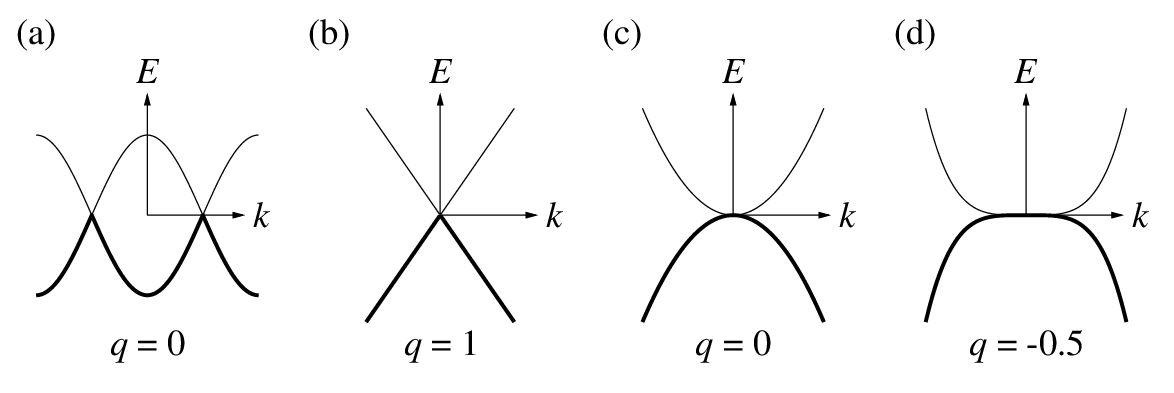 (a) (b) (c) (d)
E E E E
k k k k
q = 0 q = 1 q = 0 q = -0.5